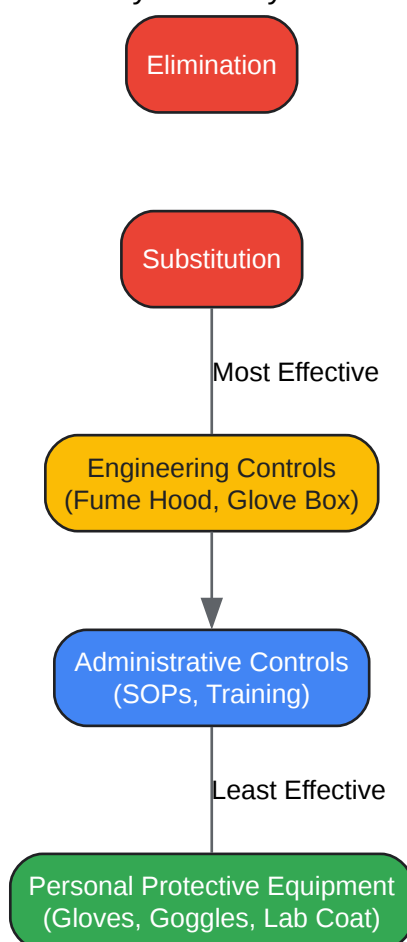 Elimination
Substitution
Most Effective
Engineering Controls
(Fume Hood, Glove Box)
Administrative Controls
(SOPs, Training)
Least Effective
Personal Protective Equipment
(Gloves, Goggles, Lab Coat)